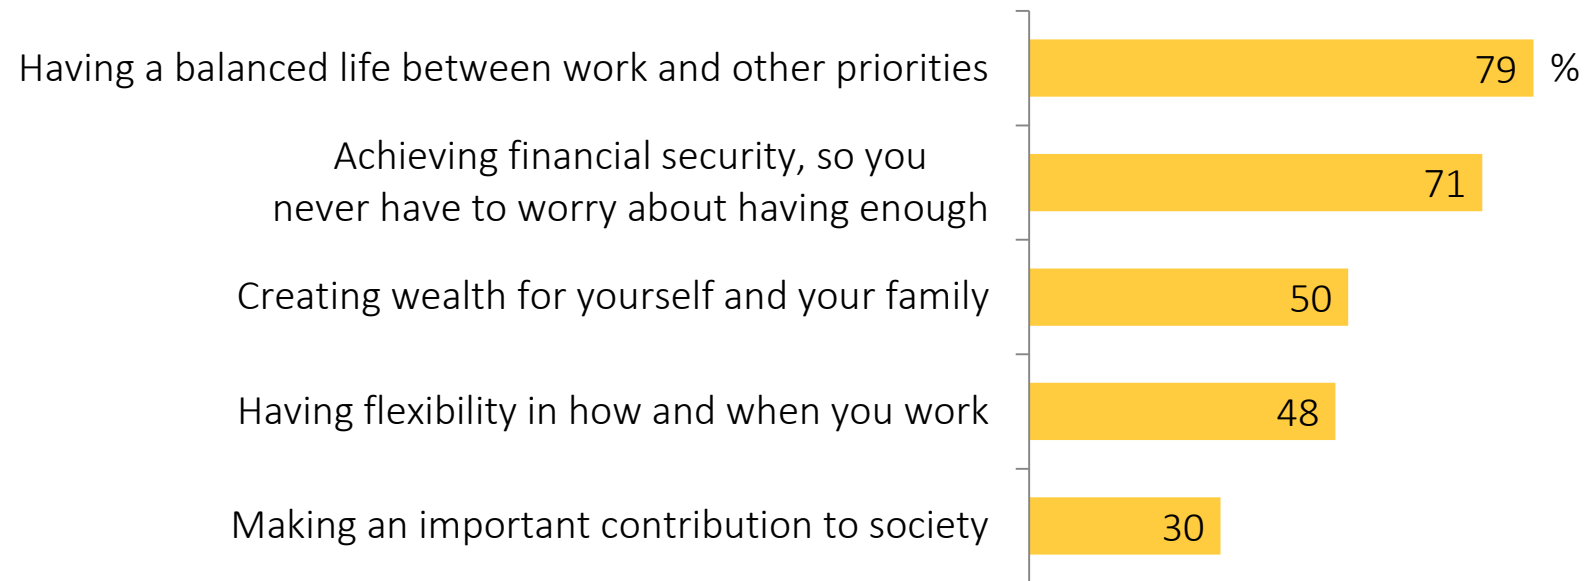 Having a balanced life between work and other priorities 79 %
Achieving financial security, so you
never have to worry about having enough 71
Creating wealth for yourself and your family 50
Having flexibility in how and when you work 48
Making an important contribution to society 30